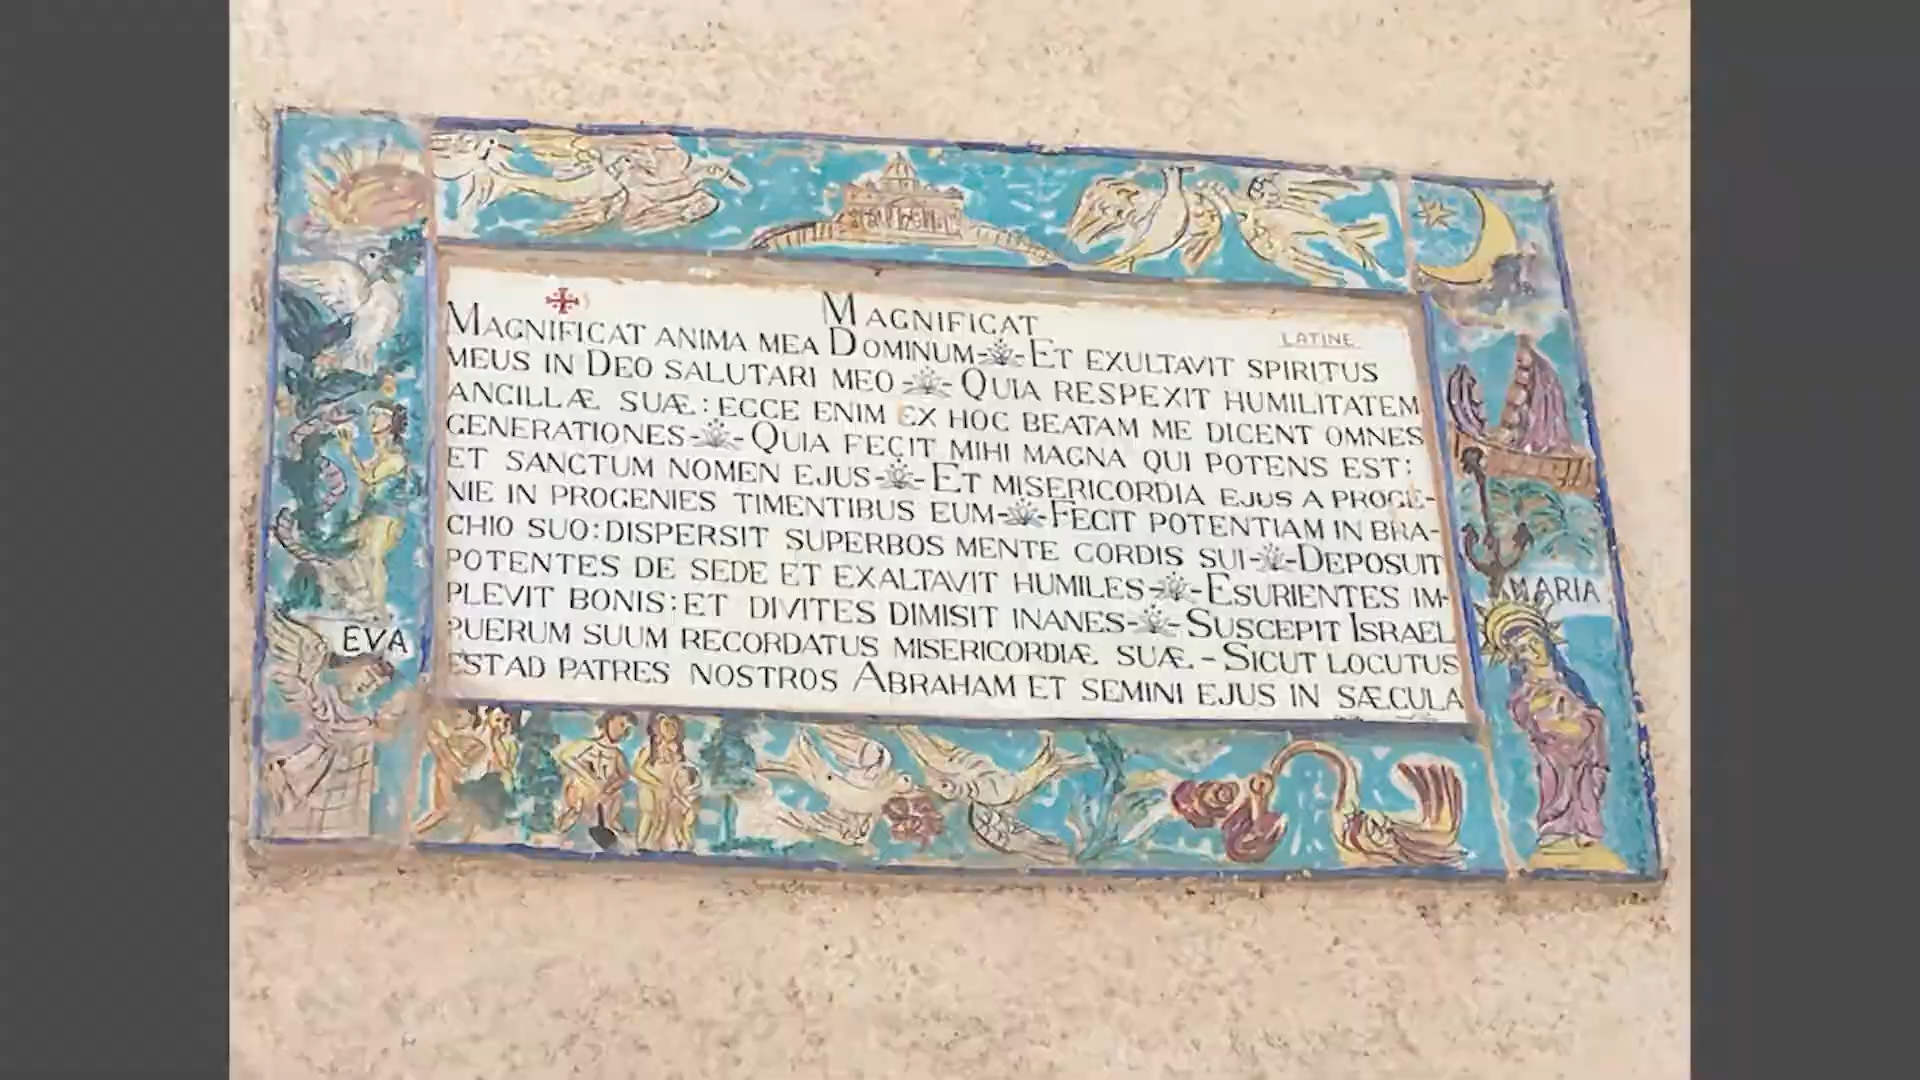 MAGNIFICAT
LATINE
MAGNIFICAT ANIMA MEA DOMINUM - - ET EXULTAVIT SPIRITUS
MEUS IN DEO SALUTARI MEO - - QUIA RESPEXIT HUMILITATEM
ANCILLÆ SUÆ: ECCE ENIM EX HOC BEATAM ME DICENT OMNES
GENERATIONES - - QUIA FECIT MIHI MAGNA QUI POTENS EST:
ET SANCTUM NOMEN EJUS - - ET MISERICORDIA EJUS A PROGE-
NIE IN PROGENIES TIMENTIBUS EUM - - FECIT POTENTIAM IN BRA-
CHIO SUO: DISPERSIT SUPERBOS MENTE CORDIS SUI - - DEPOSUIT
POTENTES DE SEDE ET EXALTAVIT HUMILES - - ESURIENTES IM-
PLEVIT BONIS: ET DIVITES DIMISIT INANES - - SUSCEPIT ISRAEL
PUERUM SUUM RECORDATUS MISERICORDIÆ SUÆ. - SICUT LOCUTUS
EST AD PATRES NOSTROS ABRAHAM ET SEMINI EJUS IN SÆCULA
EVA
MARIA